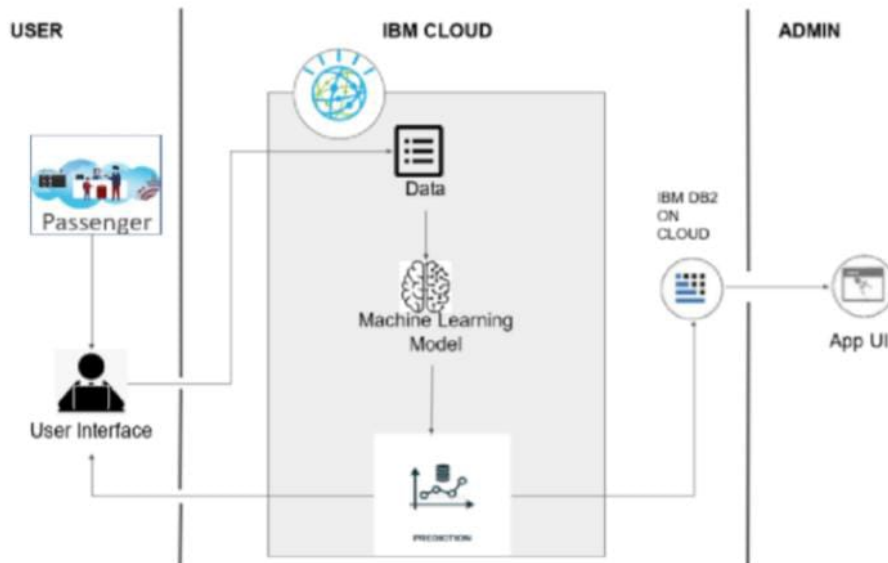 USER
IBM CLOUD
ADMIN
Data
Passenger
IBM DB2
ON
CLOUD
Machine Learning
Model
App UI
User Interface
PREDICTION